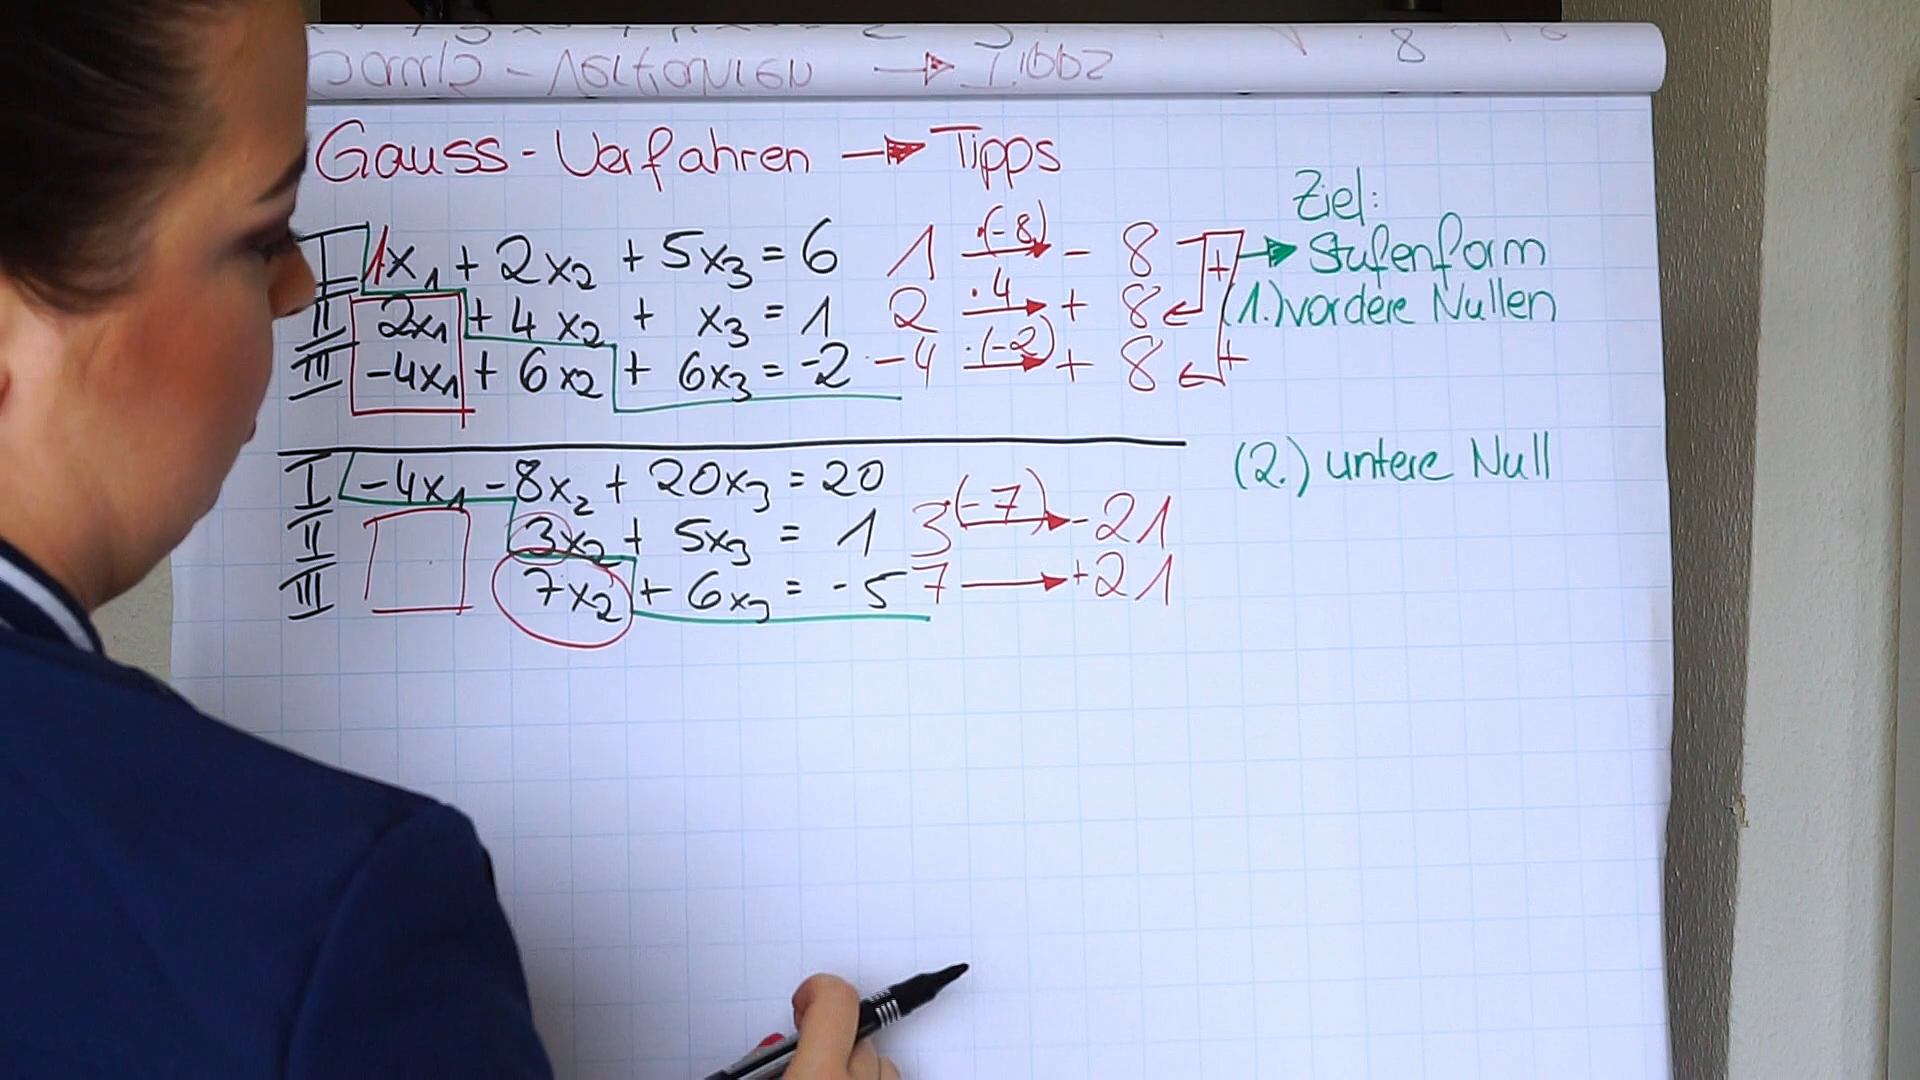 Gauss-Verfahren → Tipps
Ziel:
→ Stufenform
(1.) vordere Nullen
I 1x₁ + 2x₂ + 5x₃ = 6 1 ·(-8)→ - 8 +
II 2x₁ + 4x₂ + x₃ = 1 2 ·4→ + 8
III -4x₁ + 6x₂ + 6x₃ = -2 -4 ·(-2)→ + 8 +
(2.) untere Null
I -4x₁ - 8x₂ + 20x₃ = 20
II 3x₂ + 5x₃ = 1 3 ·(-7)→ -21
III 7x₂ + 6x₃ = -5 7 → +21